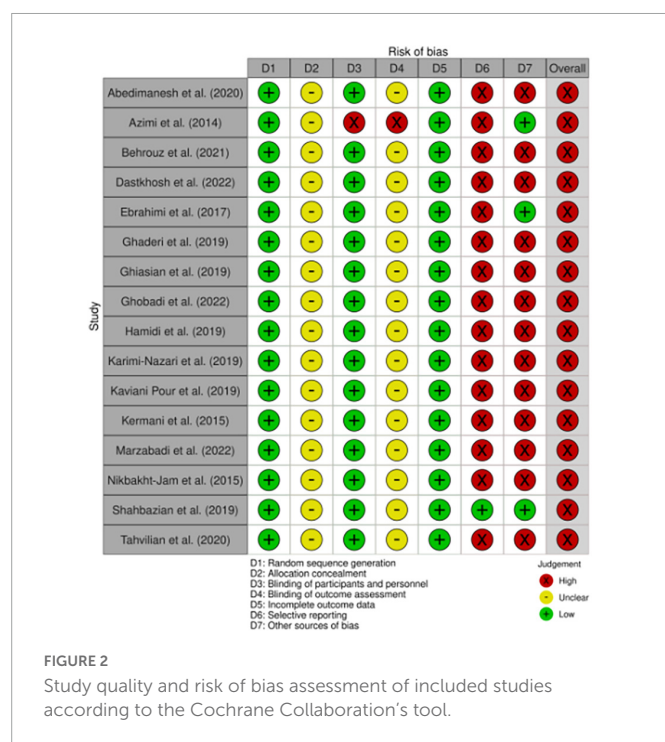 Risk of bias
D1 D2 D3 D4 D5 D6 D7 Overall
Abedimanesh et al. (2020) + - + - + X X X
Azimi et al. (2014) + - X X + X + X
Behrouz et al. (2021) + - + - + X X X
Dastkhosh et al. (2022) + - + - + X X X
Ebrahimi et al. (2017) + - + - + X + X
Ghaderi et al. (2019) + - + - + X X X
Ghiasian et al. (2019) + - + - + X X X
Ghobadi et al. (2022) + - + - + X X X
Study
Hamidi et al. (2019) + - + - + X X X
Karimi-Nazari et al. (2019) + - + - + X X X
Kaviani Pour et al. (2019) + - + - + X X X
Kermani et al. (2015) + - + - + X X X
Marzabadi et al. (2022) + - + - + X X X
Nikbakht-Jam et al. (2015) + - + - + X X X
Shahbazian et al. (2019) + - + - + + + X
Tahvilian et al. (2020) + - + - + X X X
D1: Random sequence generation
D2: Allocation concealment
D3: Blinding of participants and personnel
D4: Blinding of outcome assessment
D5: Incomplete outcome data
D6: Selective reporting
D7: Other sources of bias
Judgement
X High
- Unclear
+ Low
FIGURE 2
Study quality and risk of bias assessment of included studies
according to the Cochrane Collaboration's tool.